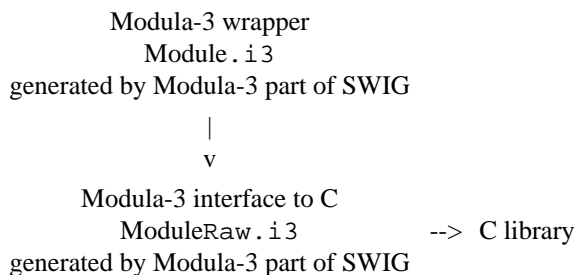 Modula-3 wrapper
Module.i3
generated by Modula-3 part of SWIG
|
v
Modula-3 interface to C
ModuleRaw.i3 --> C library
generated by Modula-3 part of SWIG